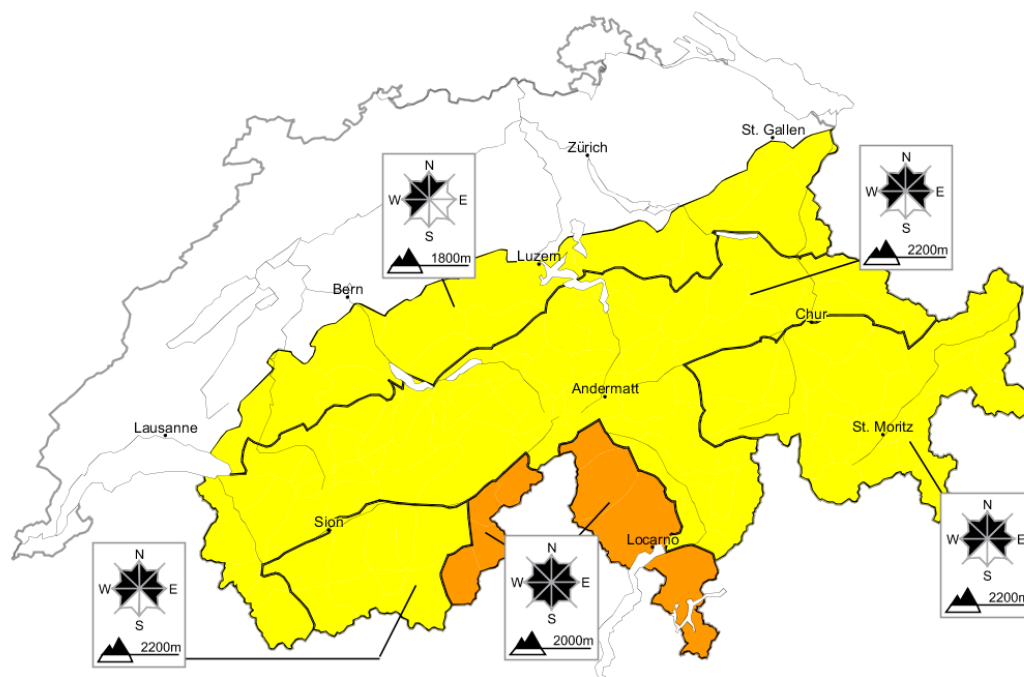 St. Gallen
Zürich
N
W E
S
1800m
N
W E
S
2200m
Luzern
Bern
Chur
Andermatt
Lausanne
St. Moritz
Sion
Locarno
N
W E
S
2200m
N
W E
S
2000m
N
W E
S
2200m